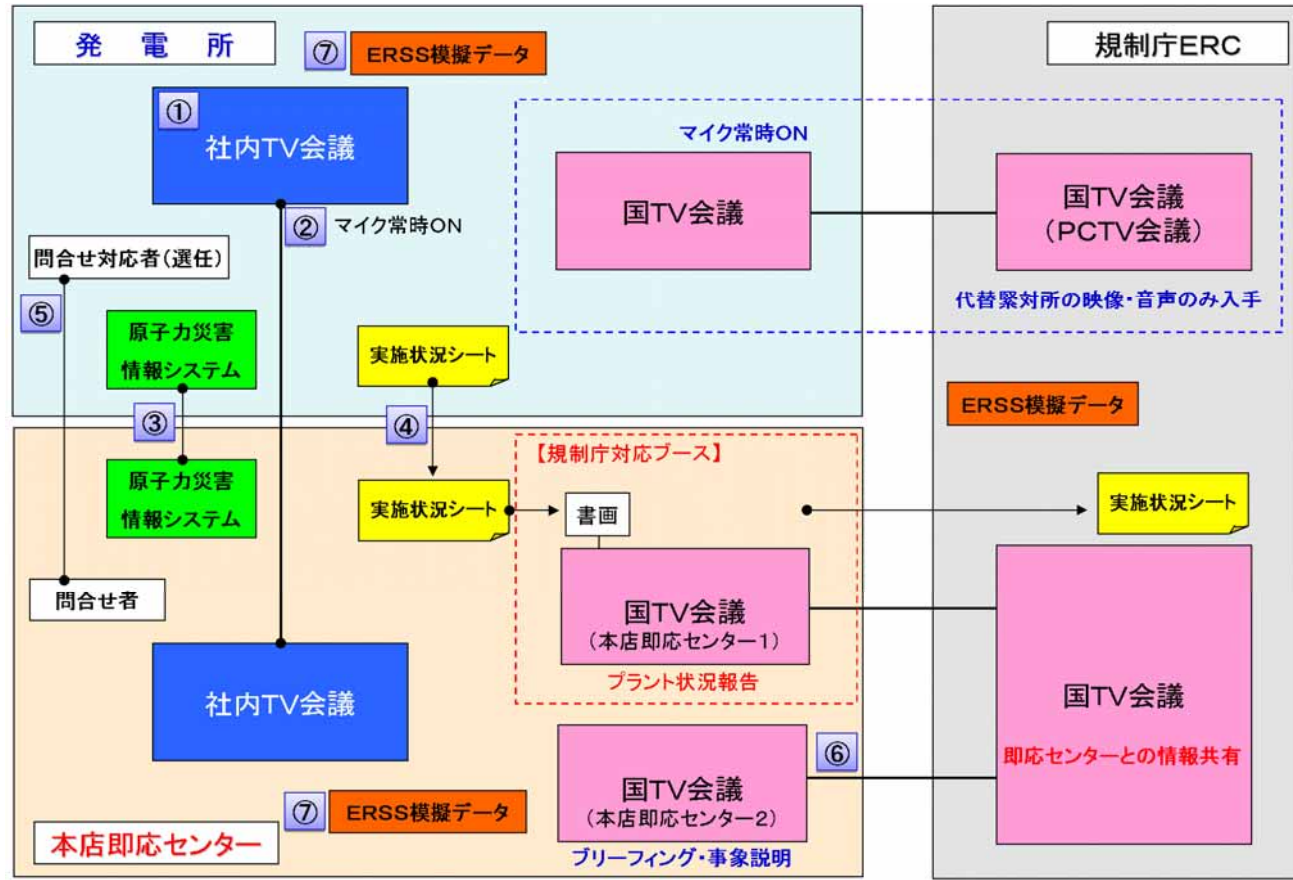 発 電 所
⑦ ERSS模擬データ
規制庁ERC
①
社内TV会議
マイク常時ON
国TV会議
国TV会議
(PCTV会議)
② マイク常時ON
問合せ対応者(選任)
代替緊対所の映像・音声のみ入手
⑤
原子力災害
情報システム
実施状況シート
③
④
ERSS模擬データ
【規制庁対応ブース】
原子力災害
情報システム
実施状況シート
書画
実施状況シート
問合せ者
国TV会議
(本店即応センター1)
プラント状況報告
社内TV会議
国TV会議
即応センターとの情報共有
⑥
国TV会議
(本店即応センター2)
ブリーフィング・事象説明
⑦ ERSS模擬データ
本店即応センター